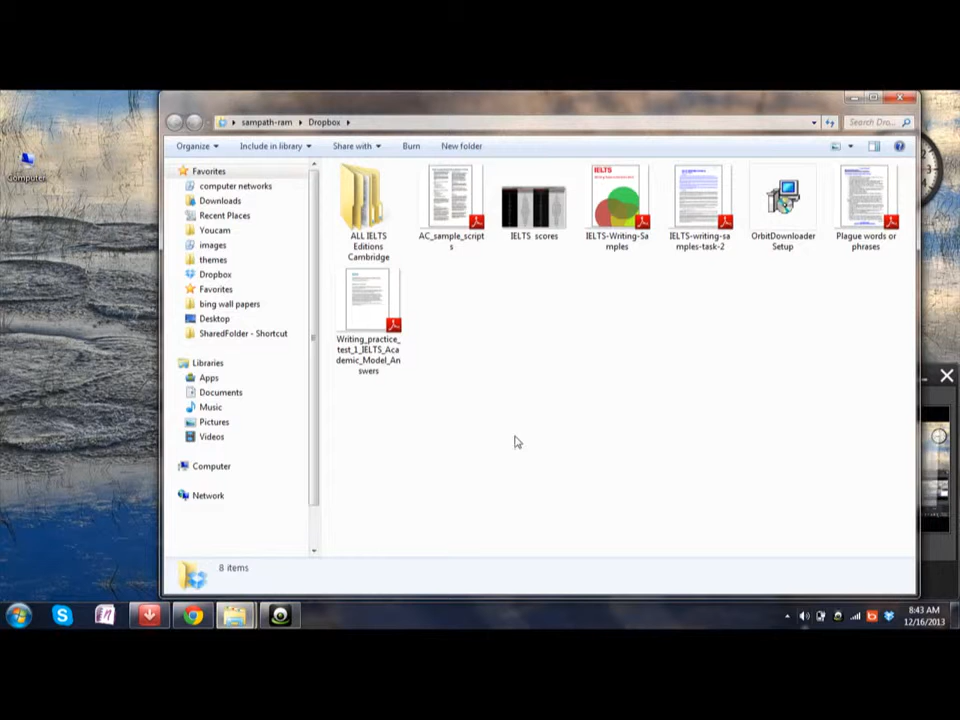 sampath-ram Dropbox
Search Dro...
Organize Include in library Share with Burn New folder
Computer
Favorites
computer networks
Downloads
Recent Places
Youcam
images
themes
Dropbox
Favorites
bing wall papers
Desktop
SharedFolder - Shortcut
Libraries
Apps
Documents
Music
Pictures
Videos
Computer
Network
ALL IELTS
Editions
Cambridge
AC_sample_script
s
IELTS scores
IELTS
IELTS-Writing-Sa
mples
IELTS-writing-sa
mples-task-2
OrbitDownloader
Setup
Plague words or
phrases
Writing_practice_
test_1_IELTS_Aca
demic_Model_An
swers
8 items
8:43 AM
12/16/2013